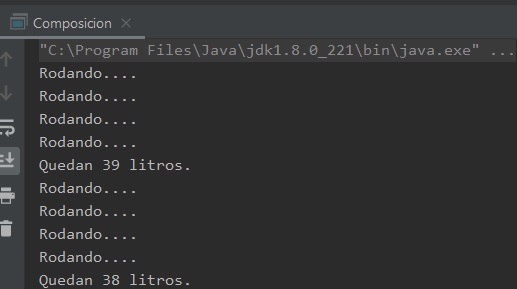 Composicion
"C:\Program Files\Java\jdk1.8.0_221\bin\java.exe" ...
Rodando....
Rodando....
Rodando....
Rodando....
Quedan 39 litros.
Rodando....
Rodando....
Rodando....
Rodando....
Quedan 38 litros.